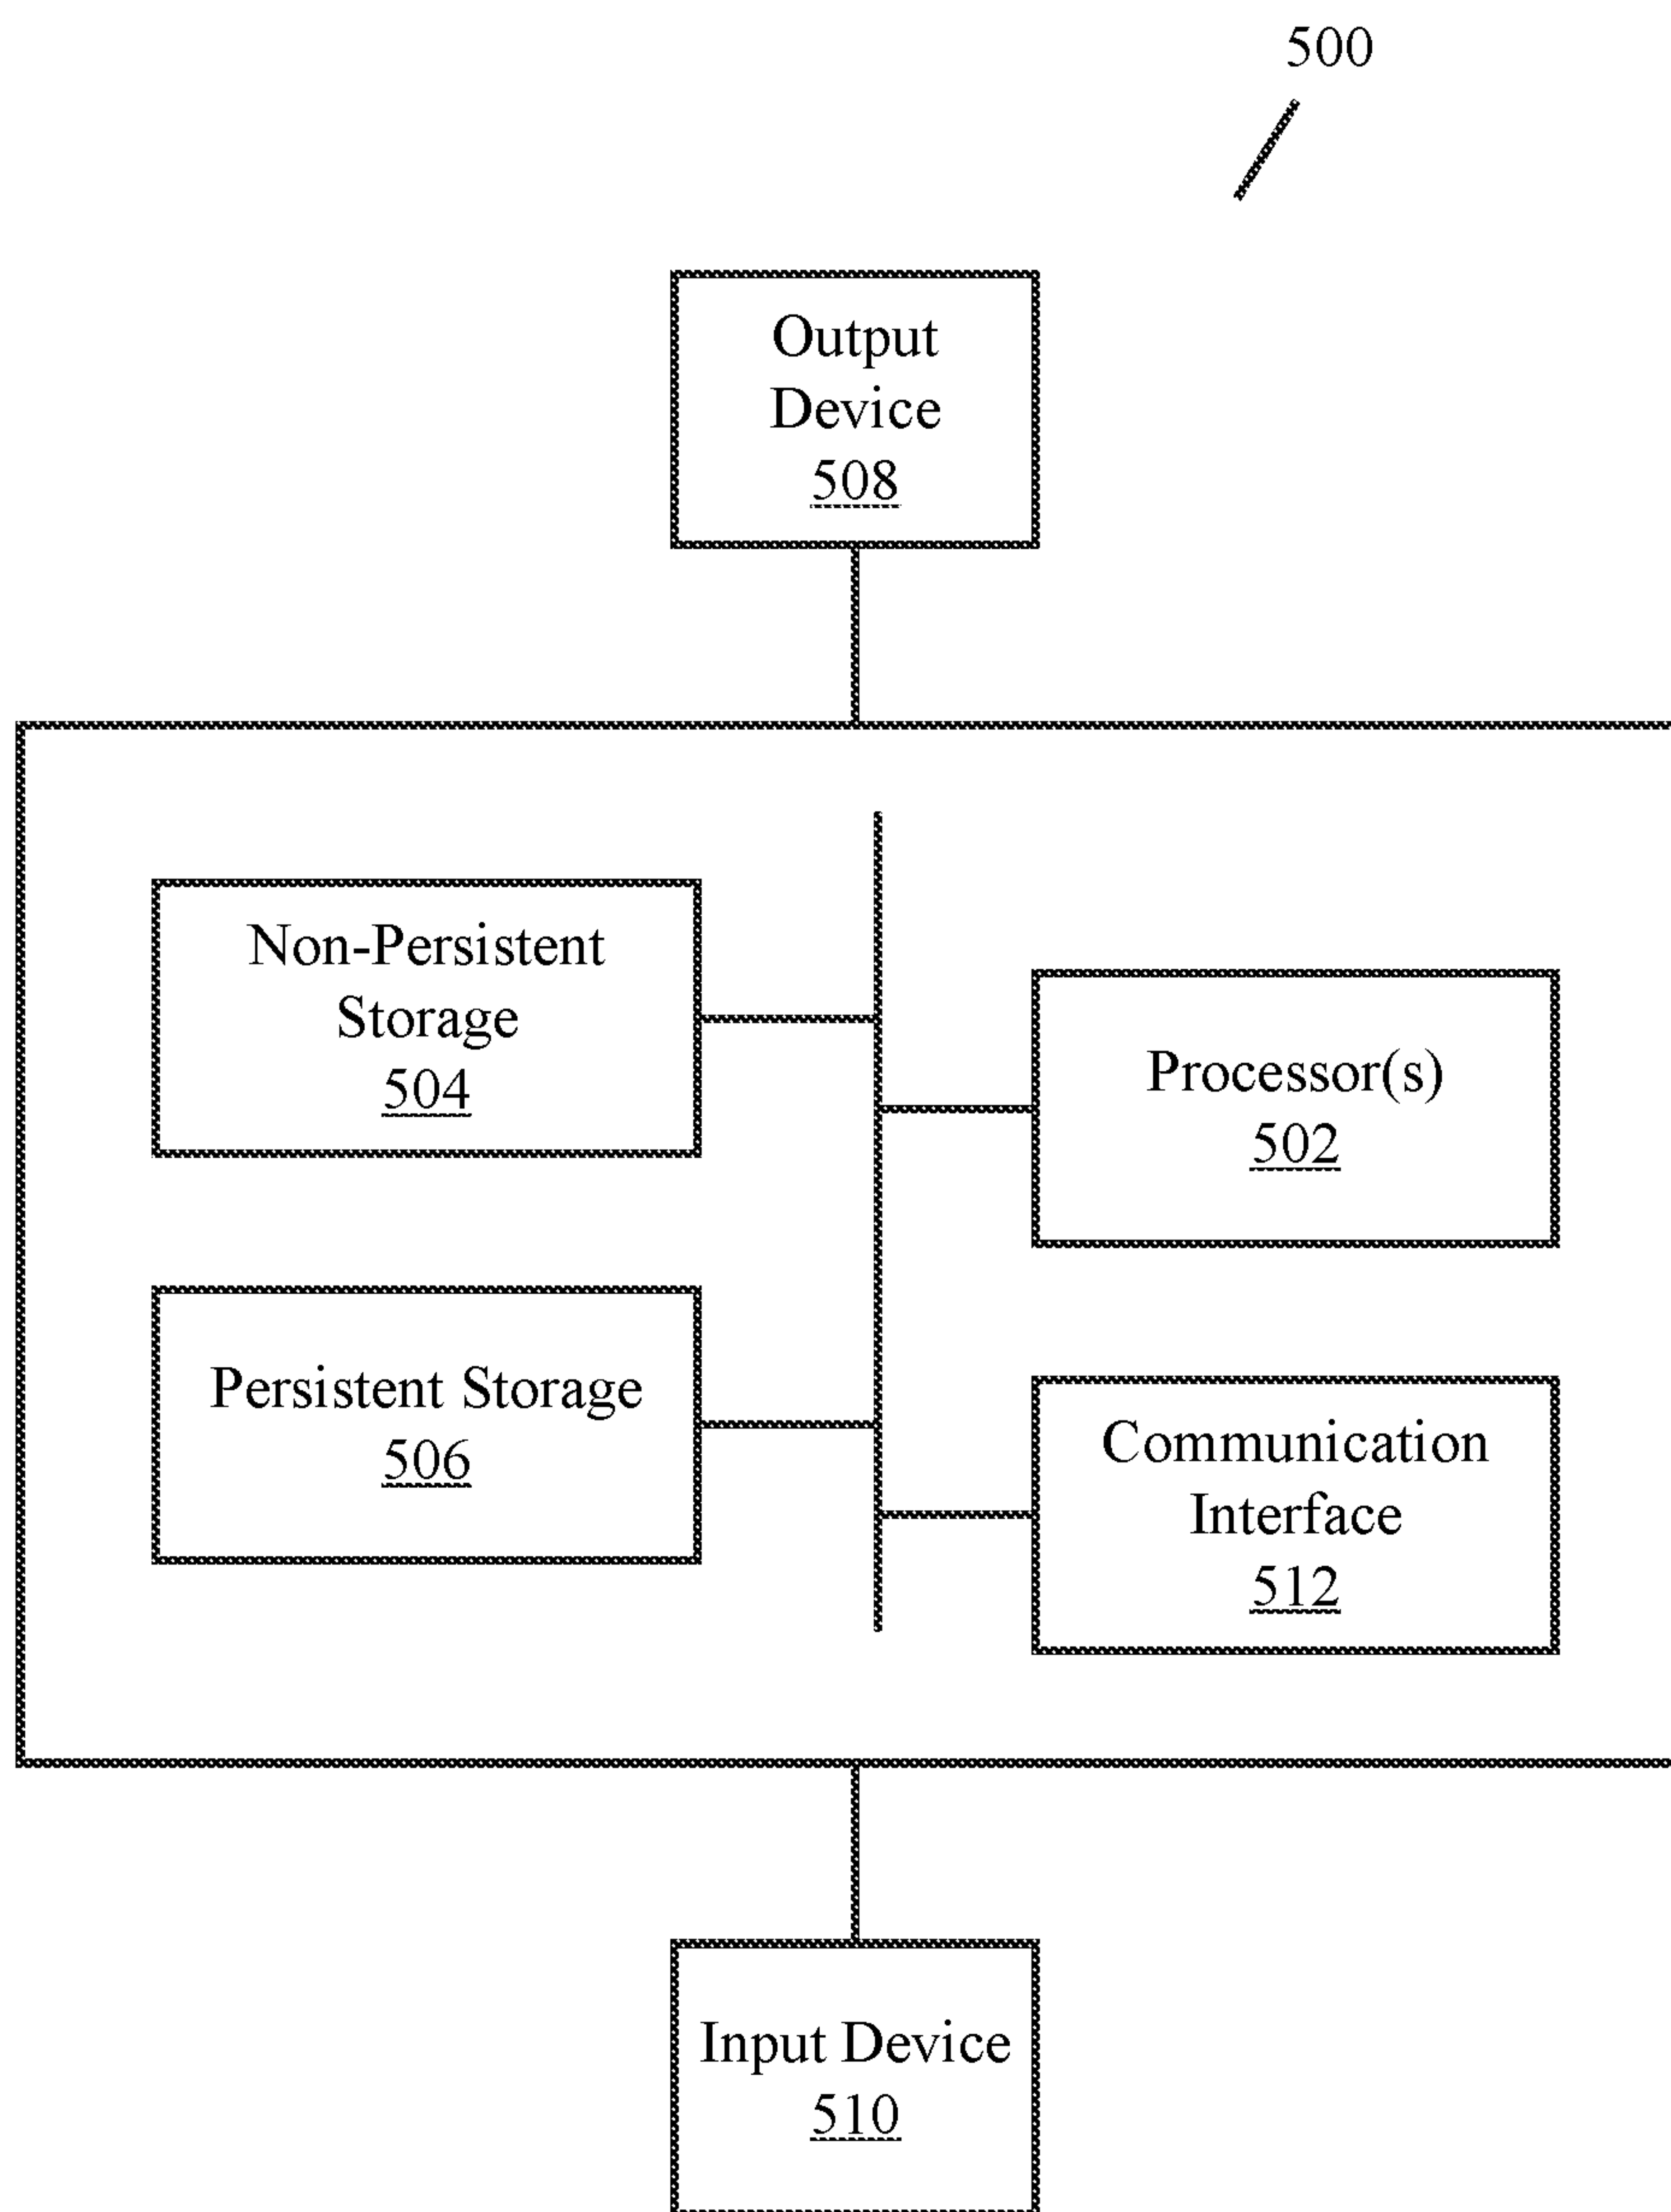 500
Output
Device
508
Non-Persistent
Storage
504
Processor(s)
502
Persistent Storage
506
Communication
Interface
512
Input Device
510